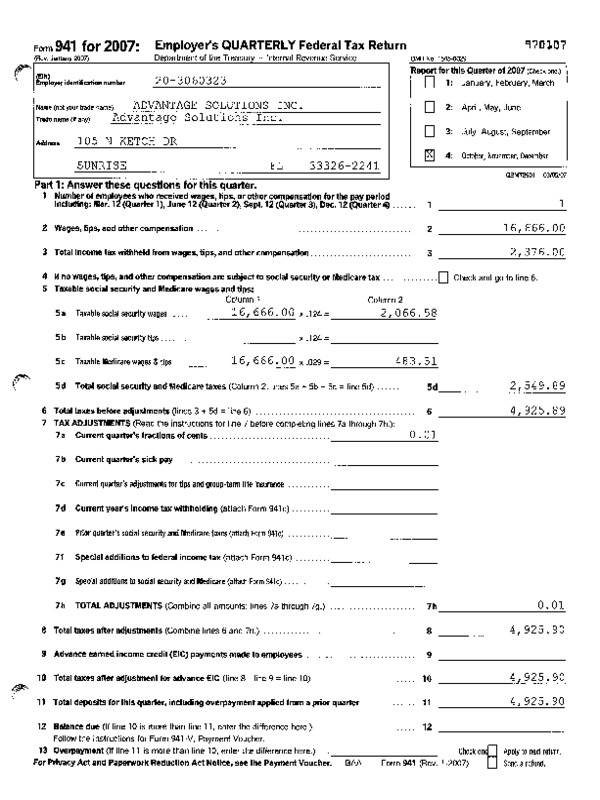 Form 941 for 2007: Employer's QUARTERLY Federal Tax Return 970107
(Rev. January 2007) Department of the Treasury – Internal Revenue Service OMB No. 1545-0029
(EIN)
Employer identification number 20-3060323
Report for this Quarter of 2007 (Check one.)
1: January, February, March
Name (not your trade name) ADVANTAGE SOLUTIONS INC.
2: April, May, June
Trade name (if any) Advantage Solutions Inc.
3: July, August, September
Address 105 N KETCH DR
X 4: October, November, December
SUNRISE FL 33326-2241
Part 1: Answer these questions for this quarter.
1 Number of employees who received wages, tips, or other compensation for the pay period
including: Mar. 12 (Quarter 1), June 12 (Quarter 2), Sept. 12 (Quarter 3), Dec. 12 (Quarter 4) ...... 1 1
2 Wages, tips, and other compensation .... 2 16,666.00
3 Total income tax withheld from wages, tips, and other compensation ........ 3 2,376.00
4 If no wages, tips, and other compensation are subject to social security or Medicare tax ... Check and go to line 6.
5 Taxable social security and Medicare wages and tips:
Column 1 Column 2
5a Taxable social security wages .... 16,666.00 x .124 = 2,066.58
5b Taxable social security tips ..... x .124 =
5c Taxable Medicare wages & tips 16,666.00 x .029 = 483.31
5d Total social security and Medicare taxes (Column 2, lines 5a + 5b + 5c = line 5d) ...... 5d 2,549.89
6 Total taxes before adjustments (lines 3 + 5d = line 6) ........ 6 4,925.89
7 TAX ADJUSTMENTS (Read the instructions for line 7 before completing lines 7a through 7h.):
7a Current quarter's fractions of cents ........ 0.01
7b Current quarter's sick pay
7c Current quarter's adjustments for tips and group-term life insurance ..........
7d Current year's income tax withholding (attach Form 941c) ..........
7e Prior quarter's social security and Medicare taxes (attach Form 941c)
7f Special additions to federal income tax (attach Form 941c) ........
7g Special additions to social security and Medicare (attach Form 941c) .....
7h TOTAL ADJUSTMENTS (Combine all amounts: lines 7a through 7g.) .... 7h 0.01
8 Total taxes after adjustments (Combine lines 6 and 7h.) .... 8 4,925.90
9 Advance earned income credit (EIC) payments made to employees .... 9
10 Total taxes after adjustment for advance EIC (line 8 – line 9 = line 10) ..... 10 4,925.90
11 Total deposits for this quarter, including overpayment applied from a prior quarter ..... 11 4,925.90
12 Balance due (If line 10 is more than line 11, enter the difference here.) ..... 12
Follow the Instructions for Form 941-V, Payment Voucher.
13 Overpayment (If line 11 is more than line 10, enter the difference here.) Check one Apply to next return.
For Privacy Act and Paperwork Reduction Act Notice, see the Payment Voucher. BAA Form 941 (Rev. 1-2007) Send a refund.